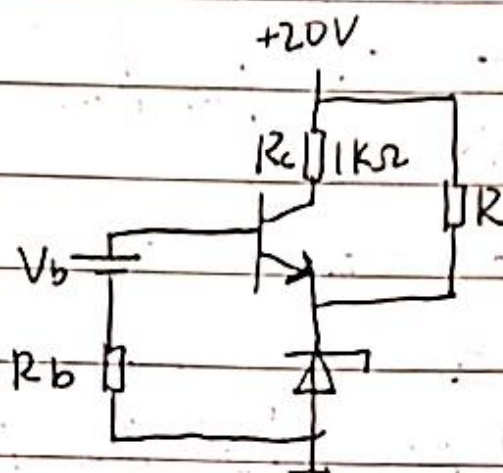 +20V.
Rc 1KΩ
R
Vb
Rb